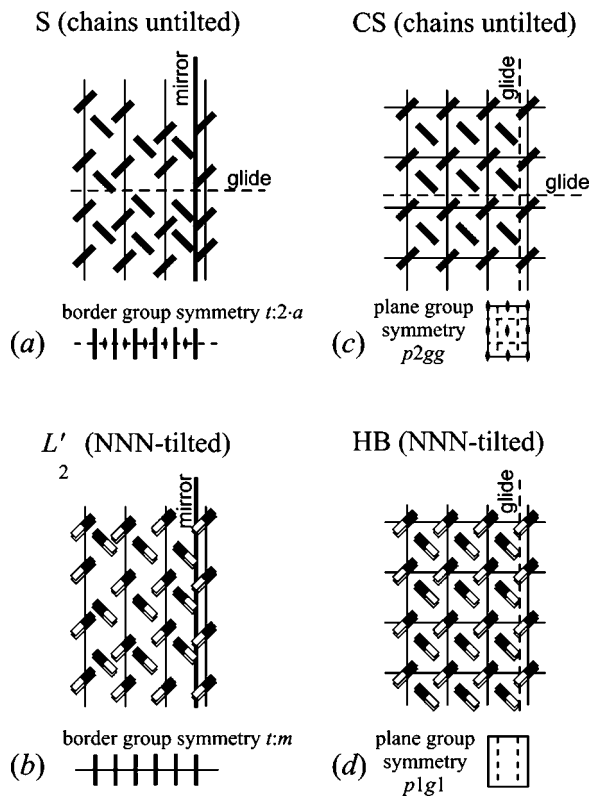 S (chains untilted)
mirror
glide
border group symmetry t:2·a
(a)
CS (chains untilted)
glide
glide
plane group
symmetry
p2gg
(c)
L′
2
(NNN-tilted)
mirror
border group symmetry t:m
(b)
HB (NNN-tilted)
glide
plane group
symmetry
p1g1
(d)